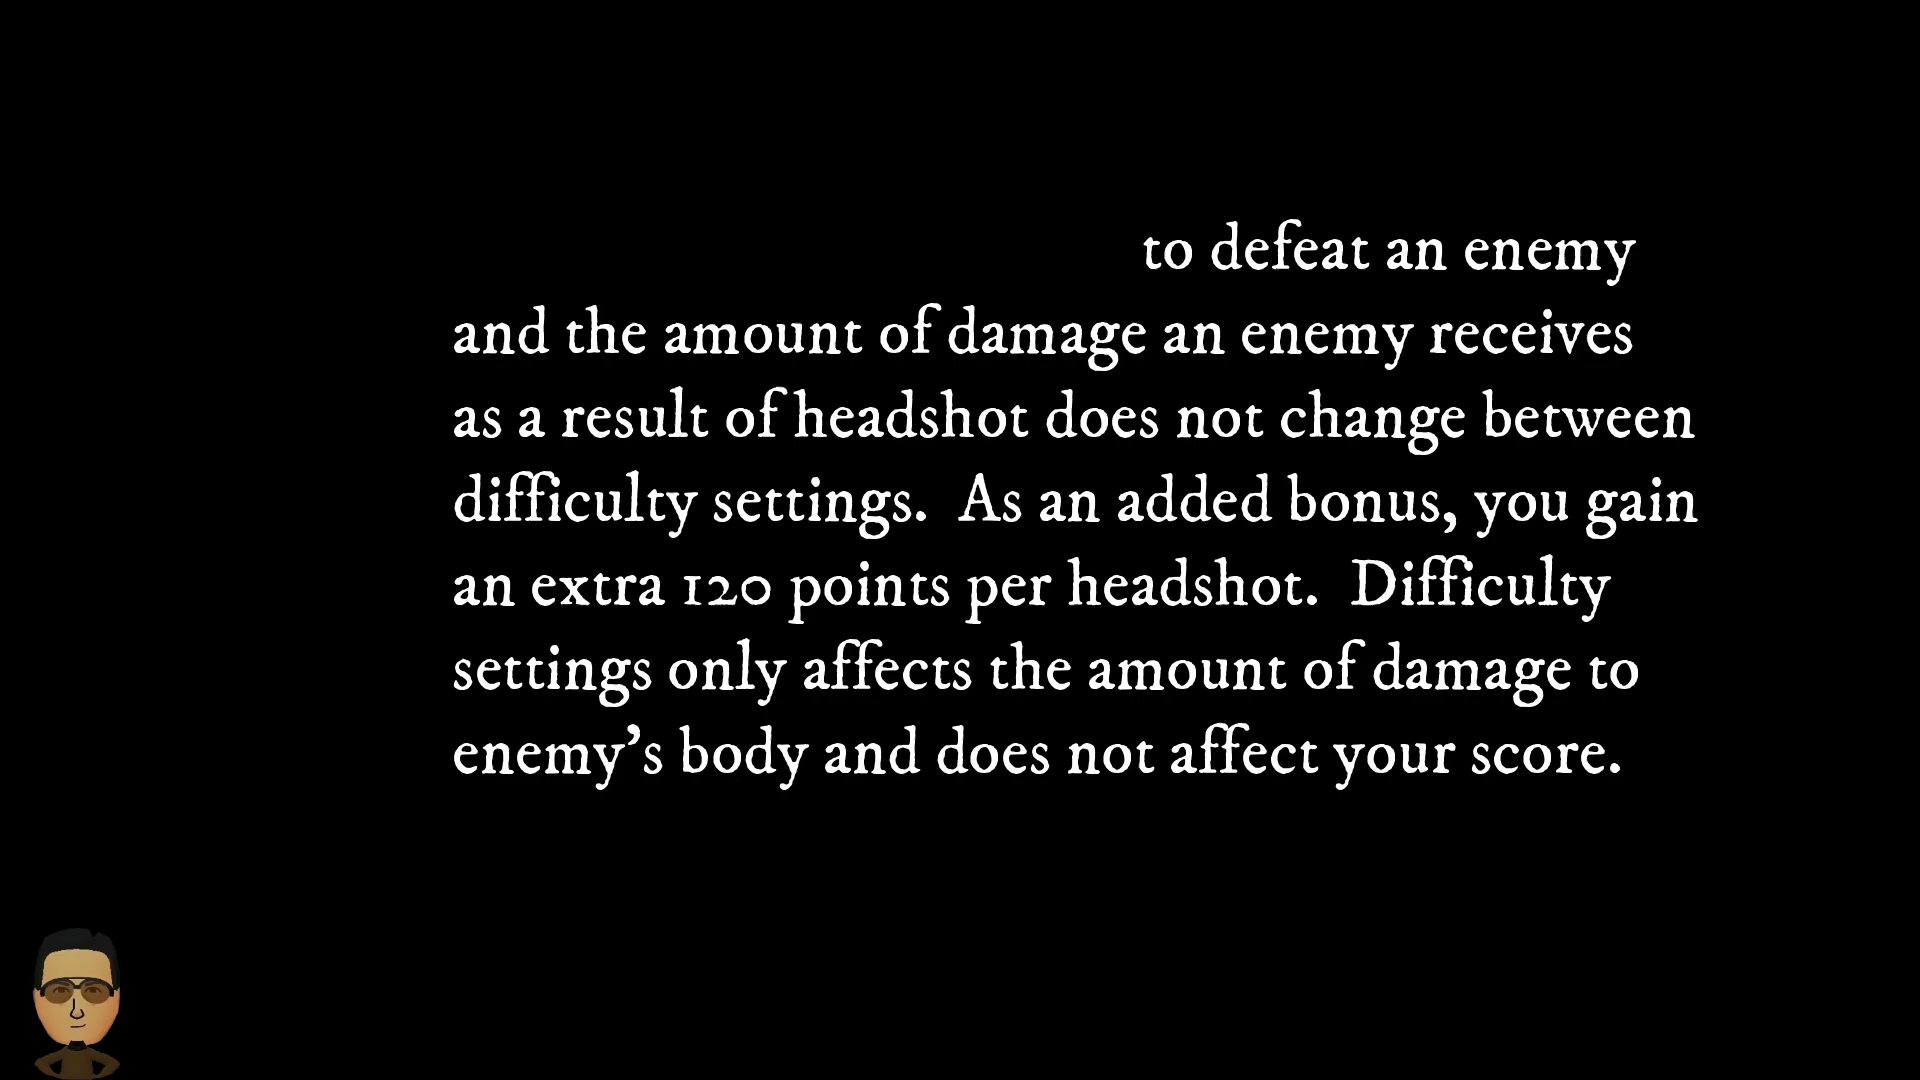 to defeat an enemy
and the amount of damage an enemy receives
as a result of headshot does not change between
difficulty settings.  As an added bonus, you gain
an extra 120 points per headshot.  Difficulty
settings only affects the amount of damage to
enemy’s body and does not affect your score.